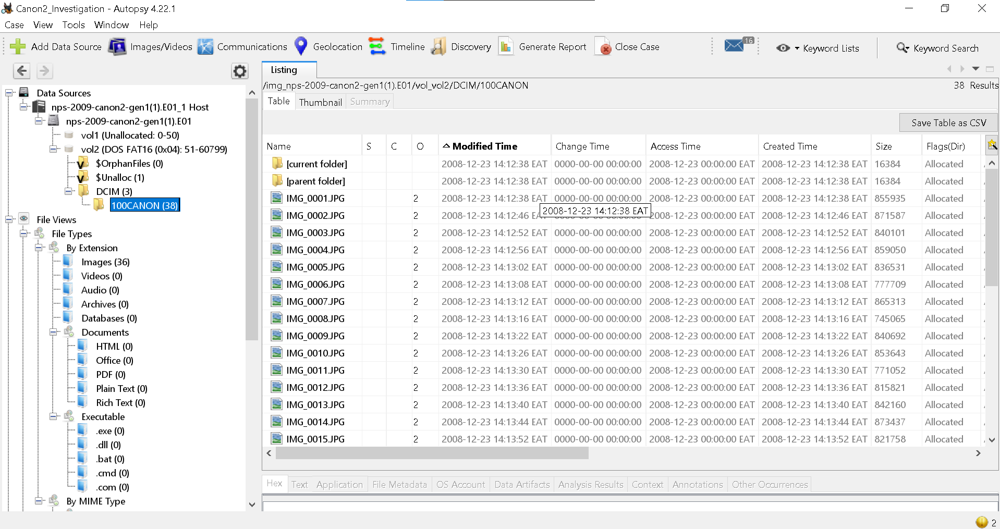 Canon2_Investigation - Autopsy 4.22.1
Case View Tools Window Help
Add Data Source Images/Videos Communications Geolocation Timeline Discovery Generate Report Close Case 16 Keyword Lists Keyword Search
Listing
/img_nps-2009-canon2-gen1(1).E01/vol_vol2/DCIM/100CANON 38 Results
Table Thumbnail Summary
Save Table as CSV
Data Sources
nps-2009-canon2-gen1(1).E01_1 Host
nps-2009-canon2-gen1(1).E01
vol1 (Unallocated: 0-50)
vol2 (DOS FAT16 (0x04): 51-60799)
$OrphanFiles (0)
$Unalloc (1)
DCIM (3)
100CANON (38)
File Views
File Types
By Extension
Images (36)
Videos (0)
Audio (0)
Archives (0)
Databases (0)
Documents
HTML (0)
Office (0)
PDF (0)
Plain Text (0)
Rich Text (0)
Executable
.exe (0)
.dll (0)
.bat (0)
.cmd (0)
.com (0)
By MIME Type
Name S C O Modified Time Change Time Access Time Created Time Size Flags(Dir)
[current folder] 2008-12-23 14:12:38 EAT 0000-00-00 00:00:00 2008-12-23 00:00:00 EAT 2008-12-23 14:12:38 EAT 16384 Allocated
[parent folder] 2008-12-23 14:12:38 EAT 0000-00-00 00:00:00 2008-12-23 00:00:00 EAT 2008-12-23 14:12:38 EAT 16384 Allocated
IMG_0001.JPG 2 2008-12-23 14:12:38 EAT 0000-00-00 00:00:00 2008-12-23 00:00:00 EAT 2008-12-23 14:12:38 EAT 855935 Allocated
2008-12-23 14:12:38 EAT
IMG_0002.JPG 2 2008-12-23 14:12:46 EAT 0000-00-00 00:00:00 2008-12-23 00:00:00 EAT 2008-12-23 14:12:46 EAT 871587 Allocated
IMG_0003.JPG 2 2008-12-23 14:12:52 EAT 0000-00-00 00:00:00 2008-12-23 00:00:00 EAT 2008-12-23 14:12:52 EAT 840101 Allocated
IMG_0004.JPG 2 2008-12-23 14:12:56 EAT 0000-00-00 00:00:00 2008-12-23 00:00:00 EAT 2008-12-23 14:12:56 EAT 859050 Allocated
IMG_0005.JPG 2 2008-12-23 14:13:02 EAT 0000-00-00 00:00:00 2008-12-23 00:00:00 EAT 2008-12-23 14:13:02 EAT 836531 Allocated
IMG_0006.JPG 2 2008-12-23 14:13:08 EAT 0000-00-00 00:00:00 2008-12-23 00:00:00 EAT 2008-12-23 14:13:08 EAT 777709 Allocated
IMG_0007.JPG 2 2008-12-23 14:13:12 EAT 0000-00-00 00:00:00 2008-12-23 00:00:00 EAT 2008-12-23 14:13:12 EAT 865313 Allocated
IMG_0008.JPG 2 2008-12-23 14:13:16 EAT 0000-00-00 00:00:00 2008-12-23 00:00:00 EAT 2008-12-23 14:13:16 EAT 745065 Allocated
IMG_0009.JPG 2 2008-12-23 14:13:22 EAT 0000-00-00 00:00:00 2008-12-23 00:00:00 EAT 2008-12-23 14:13:22 EAT 840692 Allocated
IMG_0010.JPG 2 2008-12-23 14:13:26 EAT 0000-00-00 00:00:00 2008-12-23 00:00:00 EAT 2008-12-23 14:13:26 EAT 853643 Allocated
IMG_0011.JPG 2 2008-12-23 14:13:30 EAT 0000-00-00 00:00:00 2008-12-23 00:00:00 EAT 2008-12-23 14:13:30 EAT 771052 Allocated
IMG_0012.JPG 2 2008-12-23 14:13:36 EAT 0000-00-00 00:00:00 2008-12-23 00:00:00 EAT 2008-12-23 14:13:36 EAT 815821 Allocated
IMG_0013.JPG 2 2008-12-23 14:13:40 EAT 0000-00-00 00:00:00 2008-12-23 00:00:00 EAT 2008-12-23 14:13:40 EAT 842160 Allocated
IMG_0014.JPG 2 2008-12-23 14:13:44 EAT 0000-00-00 00:00:00 2008-12-23 00:00:00 EAT 2008-12-23 14:13:44 EAT 873437 Allocated
IMG_0015.JPG 2 2008-12-23 14:13:52 EAT 0000-00-00 00:00:00 2008-12-23 00:00:00 EAT 2008-12-23 14:13:52 EAT 821758 Allocated
Hex Text Application File Metadata OS Account Data Artifacts Analysis Results Context Annotations Other Occurrences
2